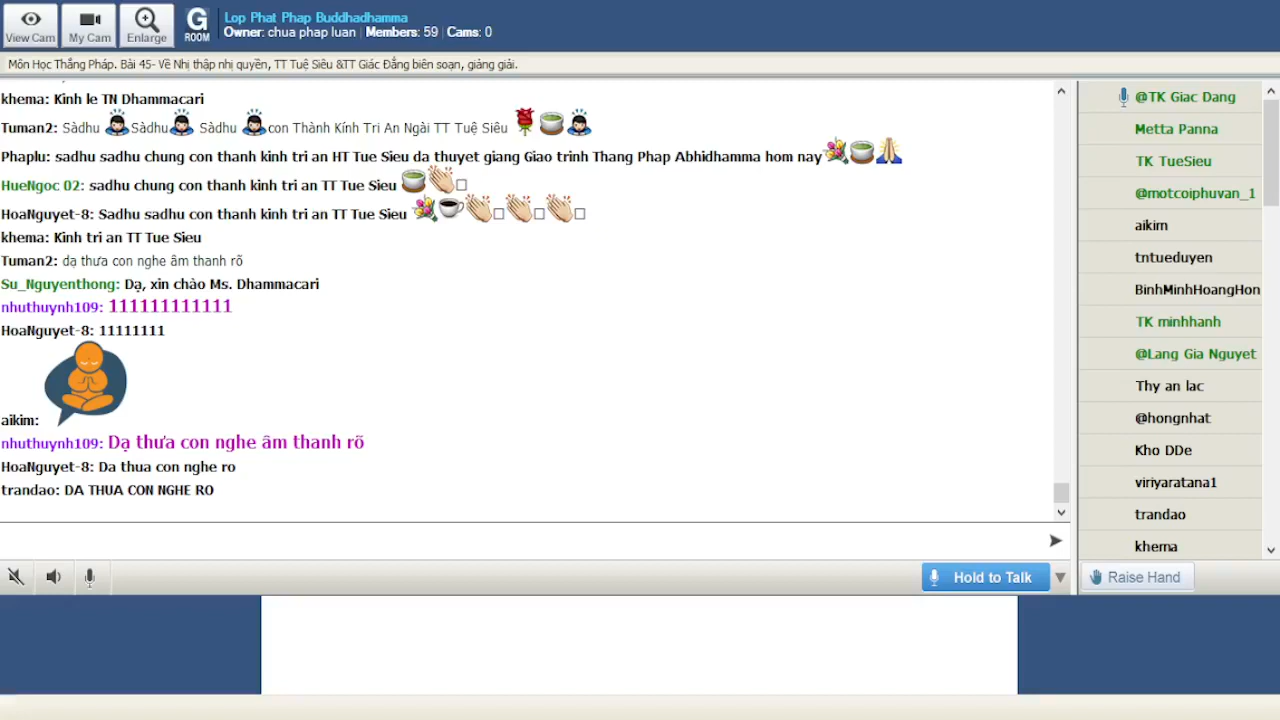 View Cam
My Cam
Enlarge
G
ROOM
Lop Phat Phap Buddhadhamma
Owner: chua phap luan | Members: 59 | Cams: 0
Môn Học Thắng Pháp. Bài 45- Về Nhị thập nhị quyền, TT Tuệ Siêu &TT Giác Đẳng biên soạn, giảng giải.
khema: Kinh le TN Dhammacari
Tuman2: Sàdhu Sàdhu Sàdhu con Thành Kính Tri An Ngài TT Tuệ Siêu
Phaplu: sadhu sadhu chung con thanh kinh tri an HT Tue Sieu da thuyet giang Giao trinh Thang Phap Abhidhamma hom nay
HueNgoc 02: sadhu chung con thanh kinh tri an TT Tue Sieu
HoaNguyet-8: Sadhu sadhu con thanh kinh tri an TT Tue Sieu
khema: Kinh tri an TT Tue Sieu
Tuman2: dạ thưa con nghe âm thanh rõ
Su_Nguyenthong: Dạ, xin chào Ms. Dhammacari
nhuthuynh109: 111111111111
HoaNguyet-8: 11111111
aikim:
nhuthuynh109: Dạ thưa con nghe âm thanh rõ
HoaNguyet-8: Da thua con nghe ro
trandao: DA THUA CON NGHE RO
Hold to Talk
@TK Giac Dang
Metta Panna
TK TueSieu
@motcoiphuvan_1
aikim
tntueduyen
BinhMinhHoangHon
TK minhhanh
@Lang Gia Nguyet
Thy an lac
@hongnhat
Kho DDe
viriyaratana1
trandao
khema
Raise Hand